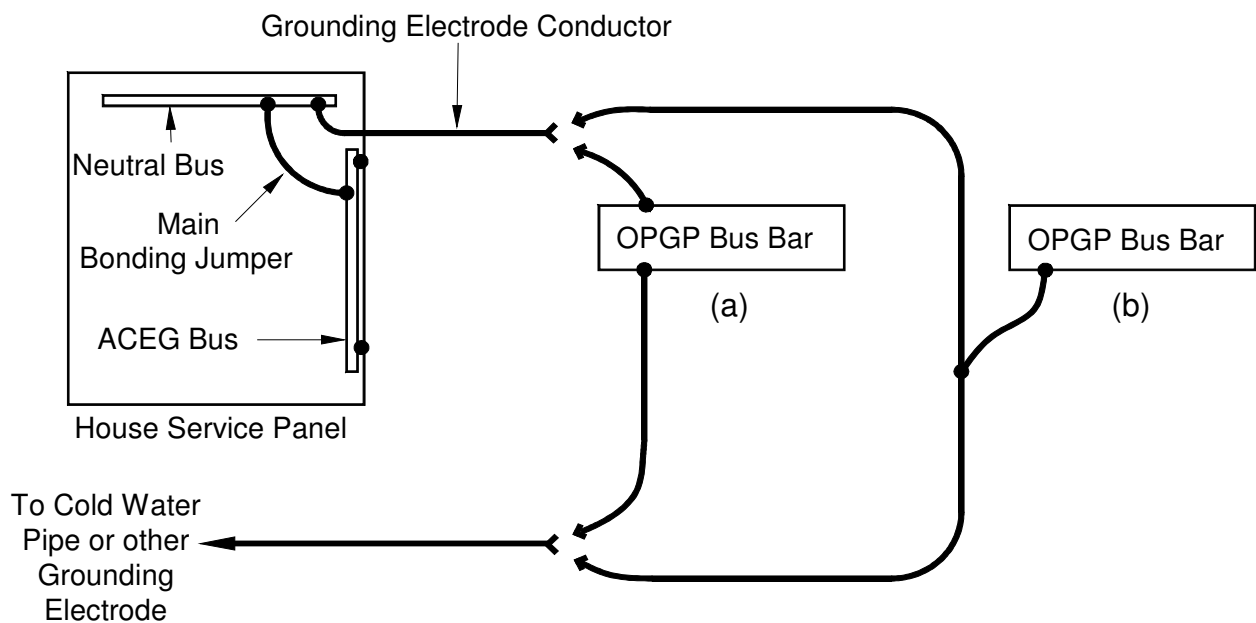 Grounding Electrode Conductor
Neutral Bus
Main
Bonding Jumper
ACEG Bus
House Service Panel
OPGP Bus Bar
(a)
OPGP Bus Bar
(b)
To Cold Water
Pipe or other
Grounding
Electrode